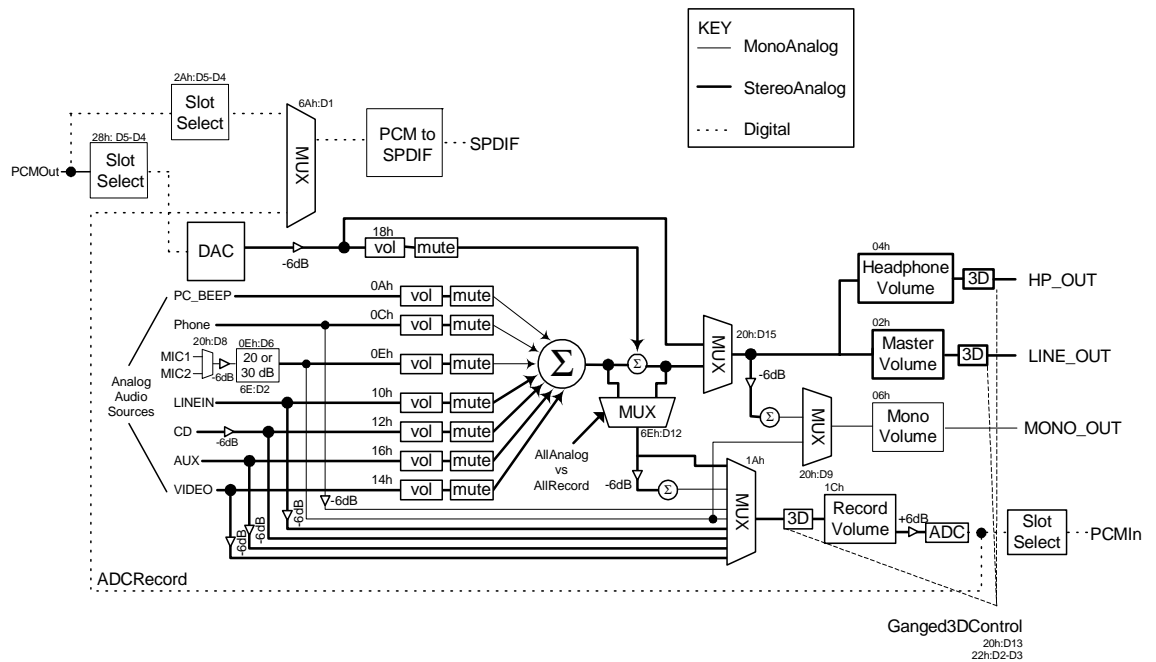 KEY
MonoAnalog
StereoAnalog
Digital
2Ah:D5-D4
Slot
Select
6Ah:D1
MUX
PCM to
SPDIF
SPDIF
28h: D5-D4
PCMOut
Slot
Select
DAC
-6dB
18h
vol
mute
04h
Headphone
Volume
3D
HP_OUT
PC_BEEP
0Ah
vol
mute
Phone
0Ch
vol
mute
20h:D8
0Eh:D6
MIC1
MIC2
-6dB
20 or
30 dB
6E:D2
0Eh
vol
mute
Σ
Σ
MUX
20h:D15
02h
Master
Volume
3D
LINE_OUT
Analog
Audio
Sources
LINEIN
10h
vol
mute
MUX
6Eh:D12
-6dB
Σ
MUX
20h:D9
06h
Mono
Volume
MONO_OUT
CD
-6dB
12h
vol
mute
AUX
16h
vol
mute
AllAnalog
vs
AllRecord
VIDEO
14h
vol
mute
-6dB
-6dB
Σ
1Ah
MUX
-6dB
-6dB
-6dB
3D
1Ch
Record
Volume
+6dB
ADC
Slot
Select
PCMIn
ADCRecord
Ganged3DControl
20h:D13
22h:D2-D3